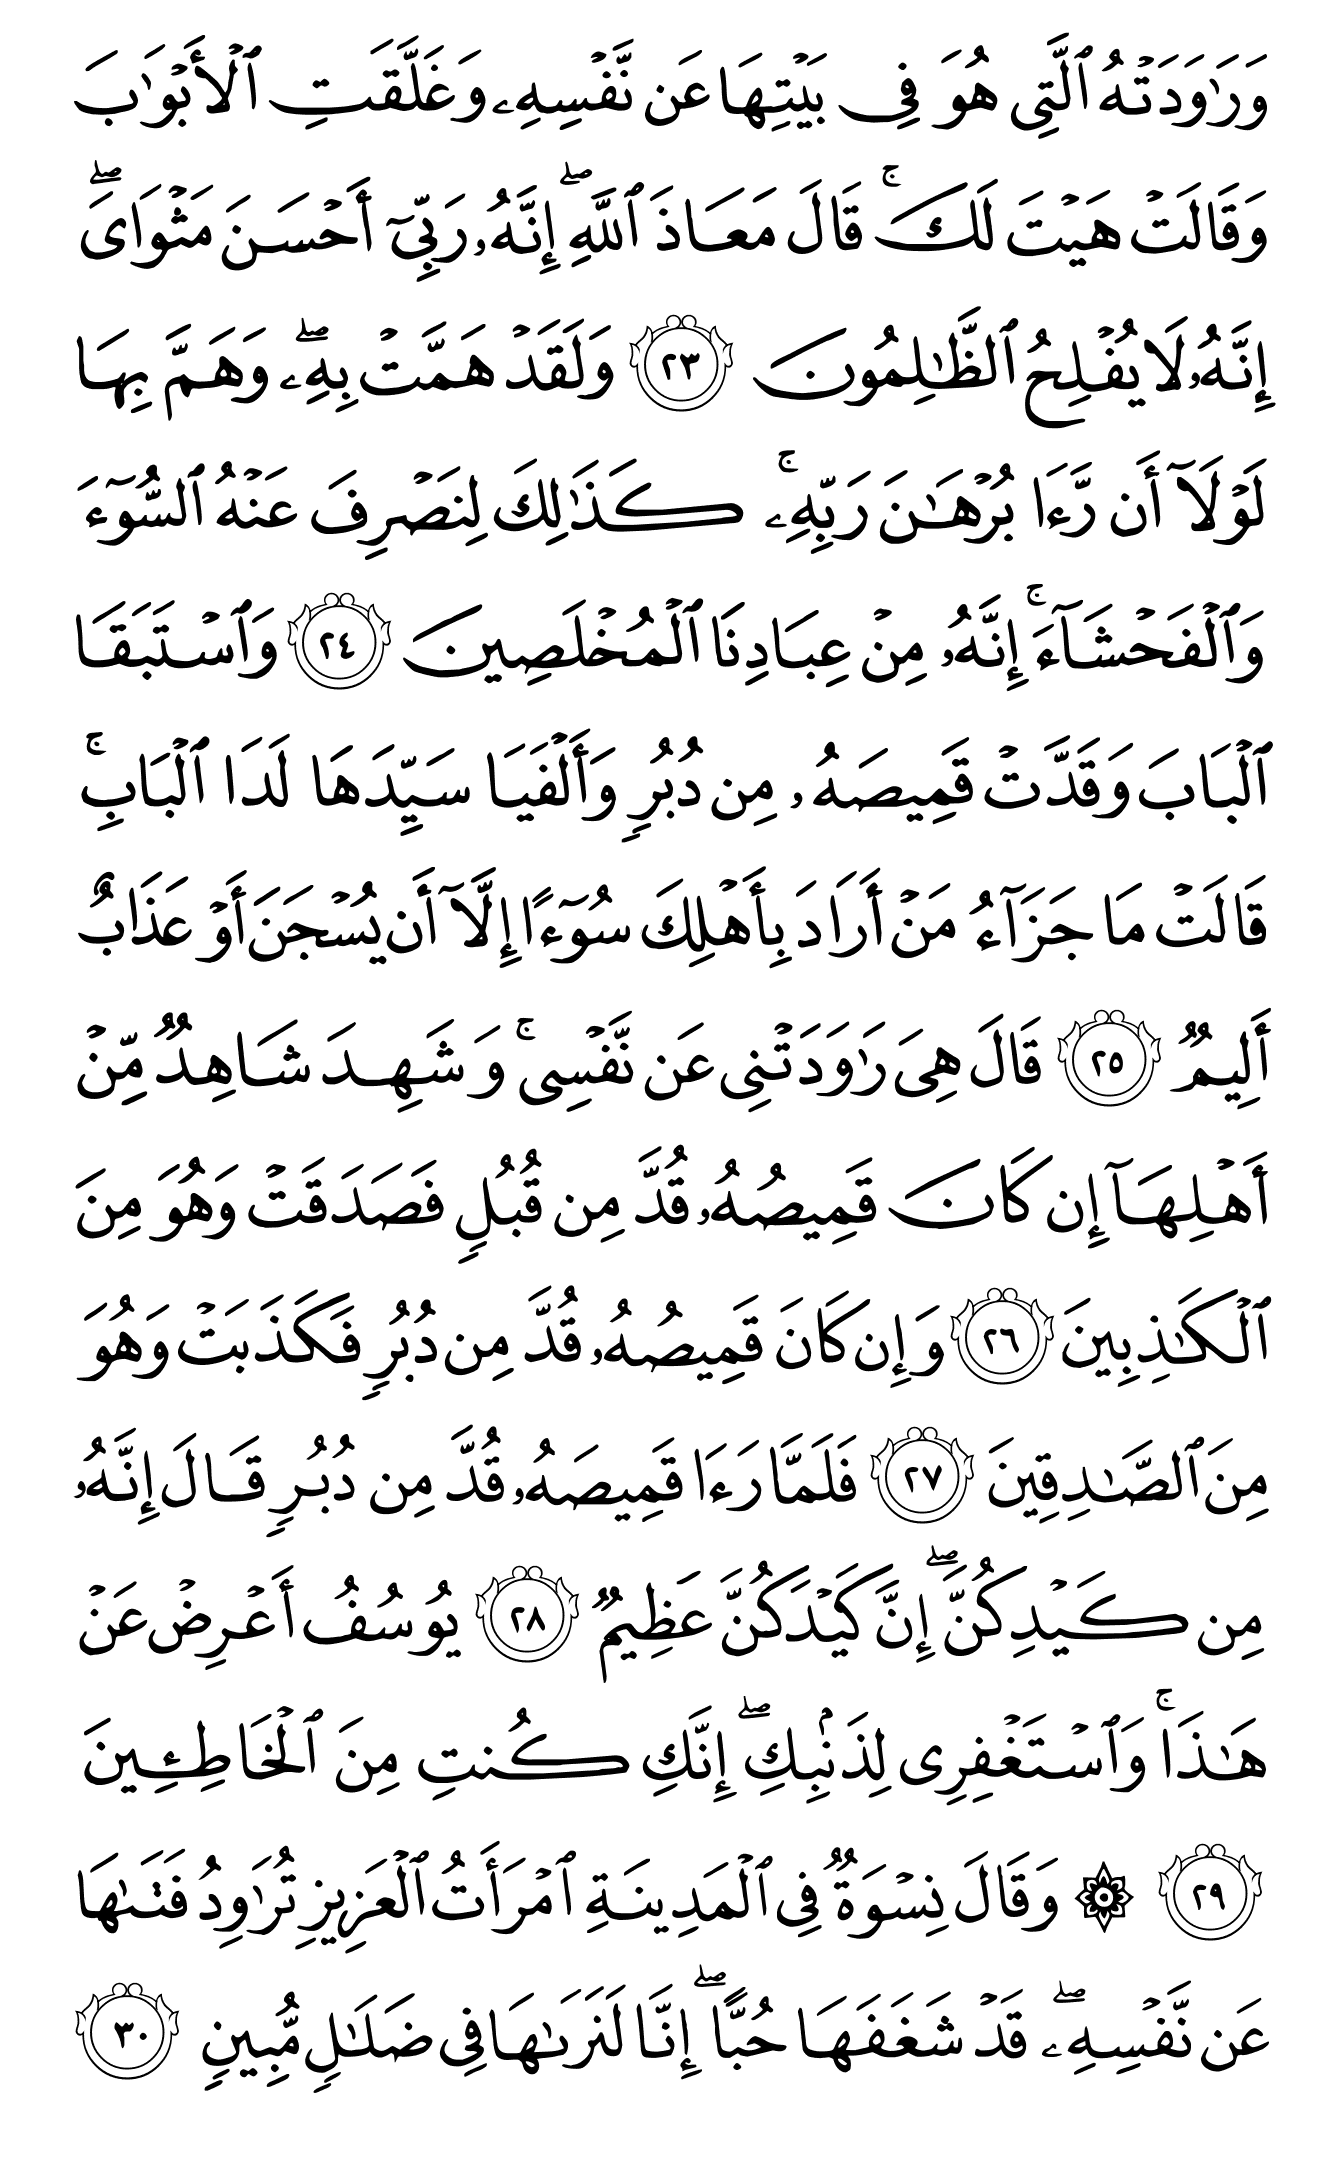 وَرَٰوَدَتۡهُ ٱلَّتِي هُوَ فِي بَيۡتِهَا عَن نَّفۡسِهِۦ وَغَلَّقَتِ ٱلۡأَبۡوَٰبَ
وَقَالَتۡ هَيۡتَ لَكَۚ قَالَ مَعَاذَ ٱللَّهِۖ إِنَّهُۥ رَبِّيٓ أَحۡسَنَ مَثۡوَايَۖ
إِنَّهُۥ لَا يُفۡلِحُ ٱلظَّٰلِمُونَ ٢٣ وَلَقَدۡ هَمَّتۡ بِهِۦۖ وَهَمَّ بِهَا
لَوۡلَآ أَن رَّءَا بُرۡهَٰنَ رَبِّهِۦۚ كَذَٰلِكَ لِنَصۡرِفَ عَنۡهُ ٱلسُّوٓءَ
وَٱلۡفَحۡشَآءَۚ إِنَّهُۥ مِنۡ عِبَادِنَا ٱلۡمُخۡلَصِينَ ٢٤ وَٱسۡتَبَقَا
ٱلۡبَابَ وَقَدَّتۡ قَمِيصَهُۥ مِن دُبُرٖ وَأَلۡفَيَا سَيِّدَهَا لَدَا ٱلۡبَابِۚ
قَالَتۡ مَا جَزَآءُ مَنۡ أَرَادَ بِأَهۡلِكَ سُوٓءًا إِلَّآ أَن يُسۡجَنَ أَوۡ عَذَابٌ
أَلِيمٞ ٢٥ قَالَ هِيَ رَٰوَدَتۡنِي عَن نَّفۡسِيۚ وَشَهِدَ شَاهِدٞ مِّنۡ
أَهۡلِهَآ إِن كَانَ قَمِيصُهُۥ قُدَّ مِن قُبُلٖ فَصَدَقَتۡ وَهُوَ مِنَ
ٱلۡكَٰذِبِينَ ٢٦ وَإِن كَانَ قَمِيصُهُۥ قُدَّ مِن دُبُرٖ فَكَذَبَتۡ وَهُوَ
مِنَ ٱلصَّٰدِقِينَ ٢٧ فَلَمَّا رَءَا قَمِيصَهُۥ قُدَّ مِن دُبُرٖ قَالَ إِنَّهُۥ
مِن كَيۡدِكُنَّۖ إِنَّ كَيۡدَكُنَّ عَظِيمٞ ٢٨ يُوسُفُ أَعۡرِضۡ عَنۡ
هَٰذَاۚ وَٱسۡتَغۡفِرِي لِذَنۢبِكِۖ إِنَّكِ كُنتِ مِنَ ٱلۡخَاطِـِٔينَ
٢٩ ۞ وَقَالَ نِسۡوَةٞ فِي ٱلۡمَدِينَةِ ٱمۡرَأَتُ ٱلۡعَزِيزِ تُرَٰوِدُ فَتَىٰهَا
عَن نَّفۡسِهِۦۖ قَدۡ شَغَفَهَا حُبًّاۖ إِنَّا لَنَرَىٰهَا فِي ضَلَٰلٖ مُّبِينٖ ٣٠